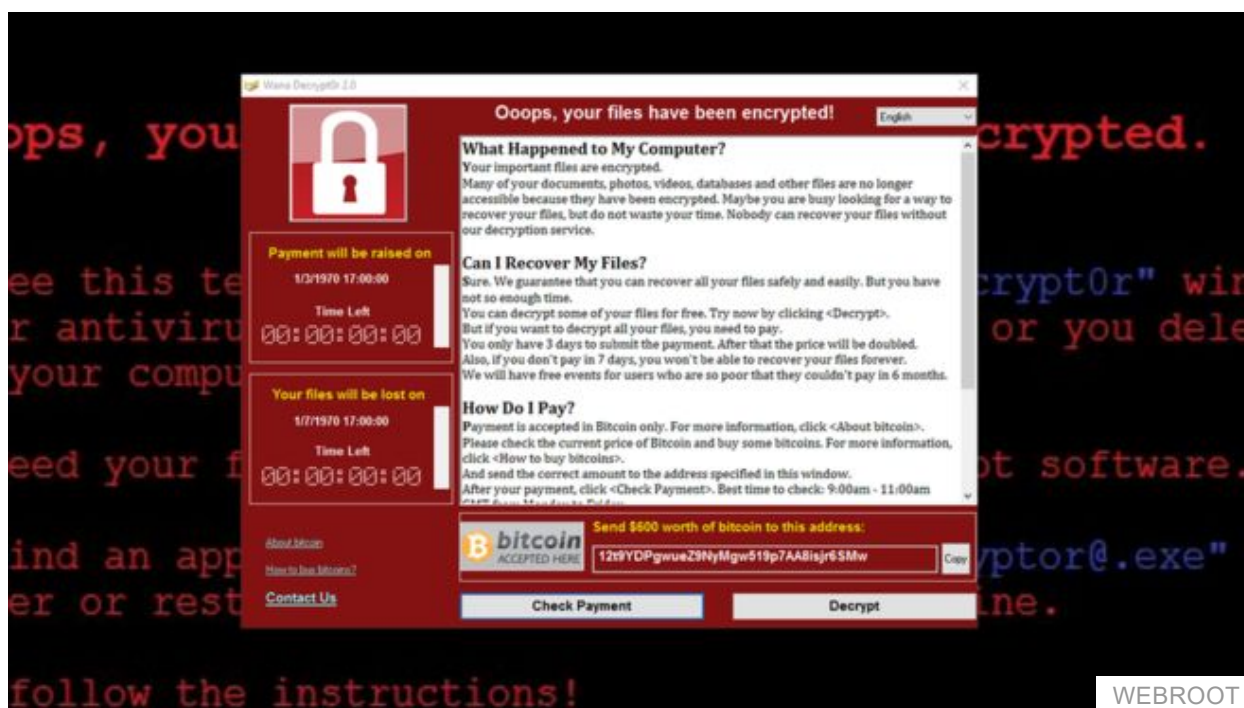 Wana Decrypt0r 2.0
Ooops, your files have been encrypted!
English
What Happened to My Computer?
Your important files are encrypted.
Many of your documents, photos, videos, databases and other files are no longer
accessible because they have been encrypted. Maybe you are busy looking for a way to
recover your files, but do not waste your time. Nobody can recover your files without
our decryption service.
Can I Recover My Files?
Sure. We guarantee that you can recover all your files safely and easily. But you have
not so enough time.
You can decrypt some of your files for free. Try now by clicking <Decrypt>.
But if you want to decrypt all your files, you need to pay.
You only have 3 days to submit the payment. After that the price will be doubled.
Also, if you don't pay in 7 days, you won't be able to recover your files forever.
We will have free events for users who are so poor that they couldn't pay in 6 months.
How Do I Pay?
Payment is accepted in Bitcoin only. For more information, click <About bitcoin>.
Please check the current price of Bitcoin and buy some bitcoins. For more information,
click <How to buy bitcoins>.
And send the correct amount to the address specified in this window.
After your payment, click <Check Payment>. Best time to check: 9:00am - 11:00am
GMT from Monday to Friday
Payment will be raised on
1/3/1970 17:00:00
Time Left
00:00:00:00
Your files will be lost on
1/7/1970 17:00:00
Time Left
00:00:00:00
About bitcoin
How to buy bitcoins?
Contact Us
bitcoin
ACCEPTED HERE
Send $600 worth of bitcoin to this address:
12t9YDPgwueZ9NyMgw519p7AA8isjr6SMw
Copy
Check Payment
Decrypt
ops, you crypted.
ee this te crypt0r" win
r antiviru or you dele
your compu
eed your f pt software.
ind an app yptor@.exe"
er or rest ine.
follow the instructions!
WEBROOT